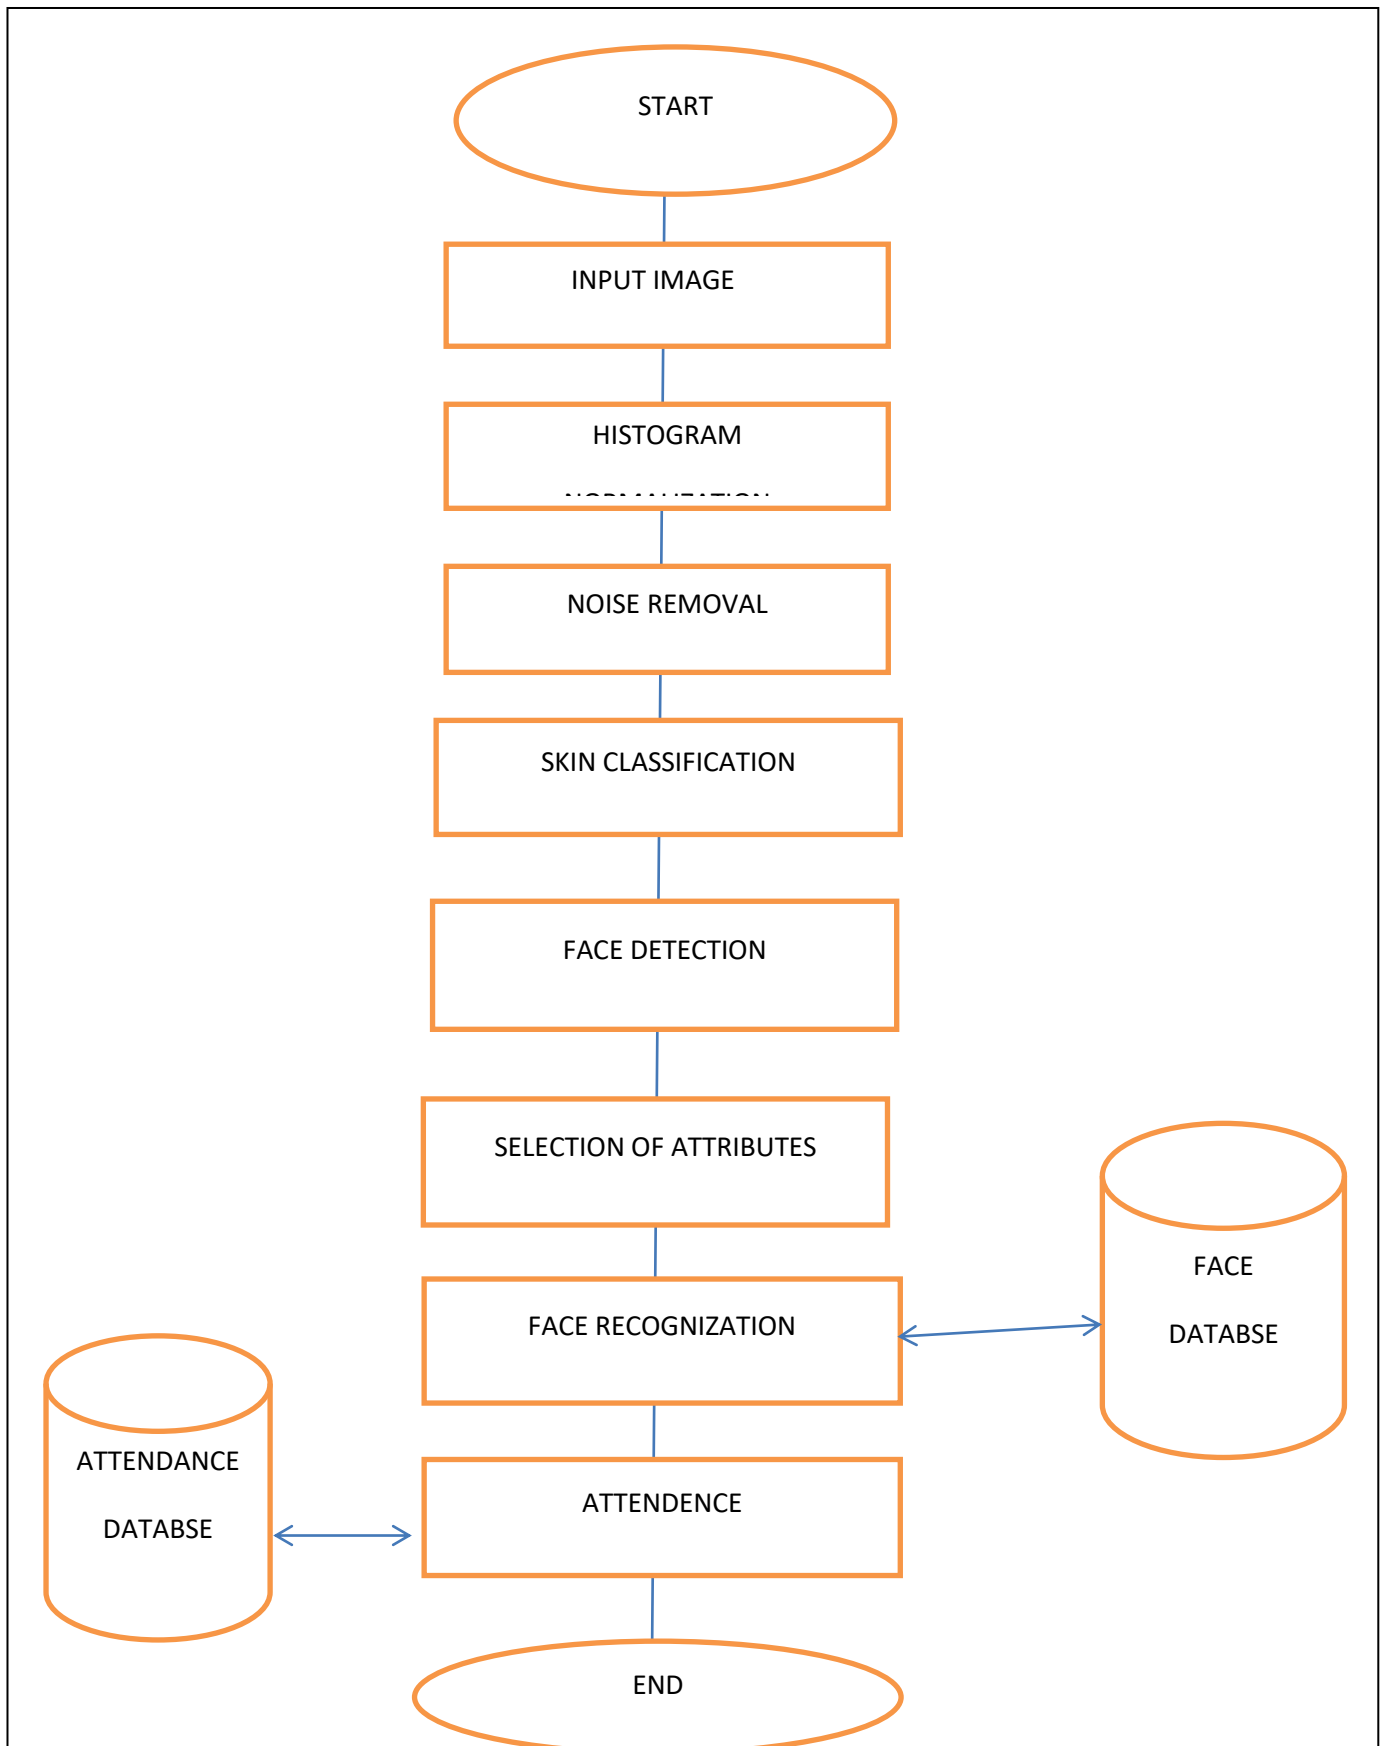 START
INPUT IMAGE
HISTOGRAM
NORMALIZATION
NOISE REMOVAL
SKIN CLASSIFICATION
FACE DETECTION
SELECTION OF ATTRIBUTES
FACE
DATABSE
FACE RECOGNIZATION
ATTENDANCE
DATABSE
ATTENDENCE
END